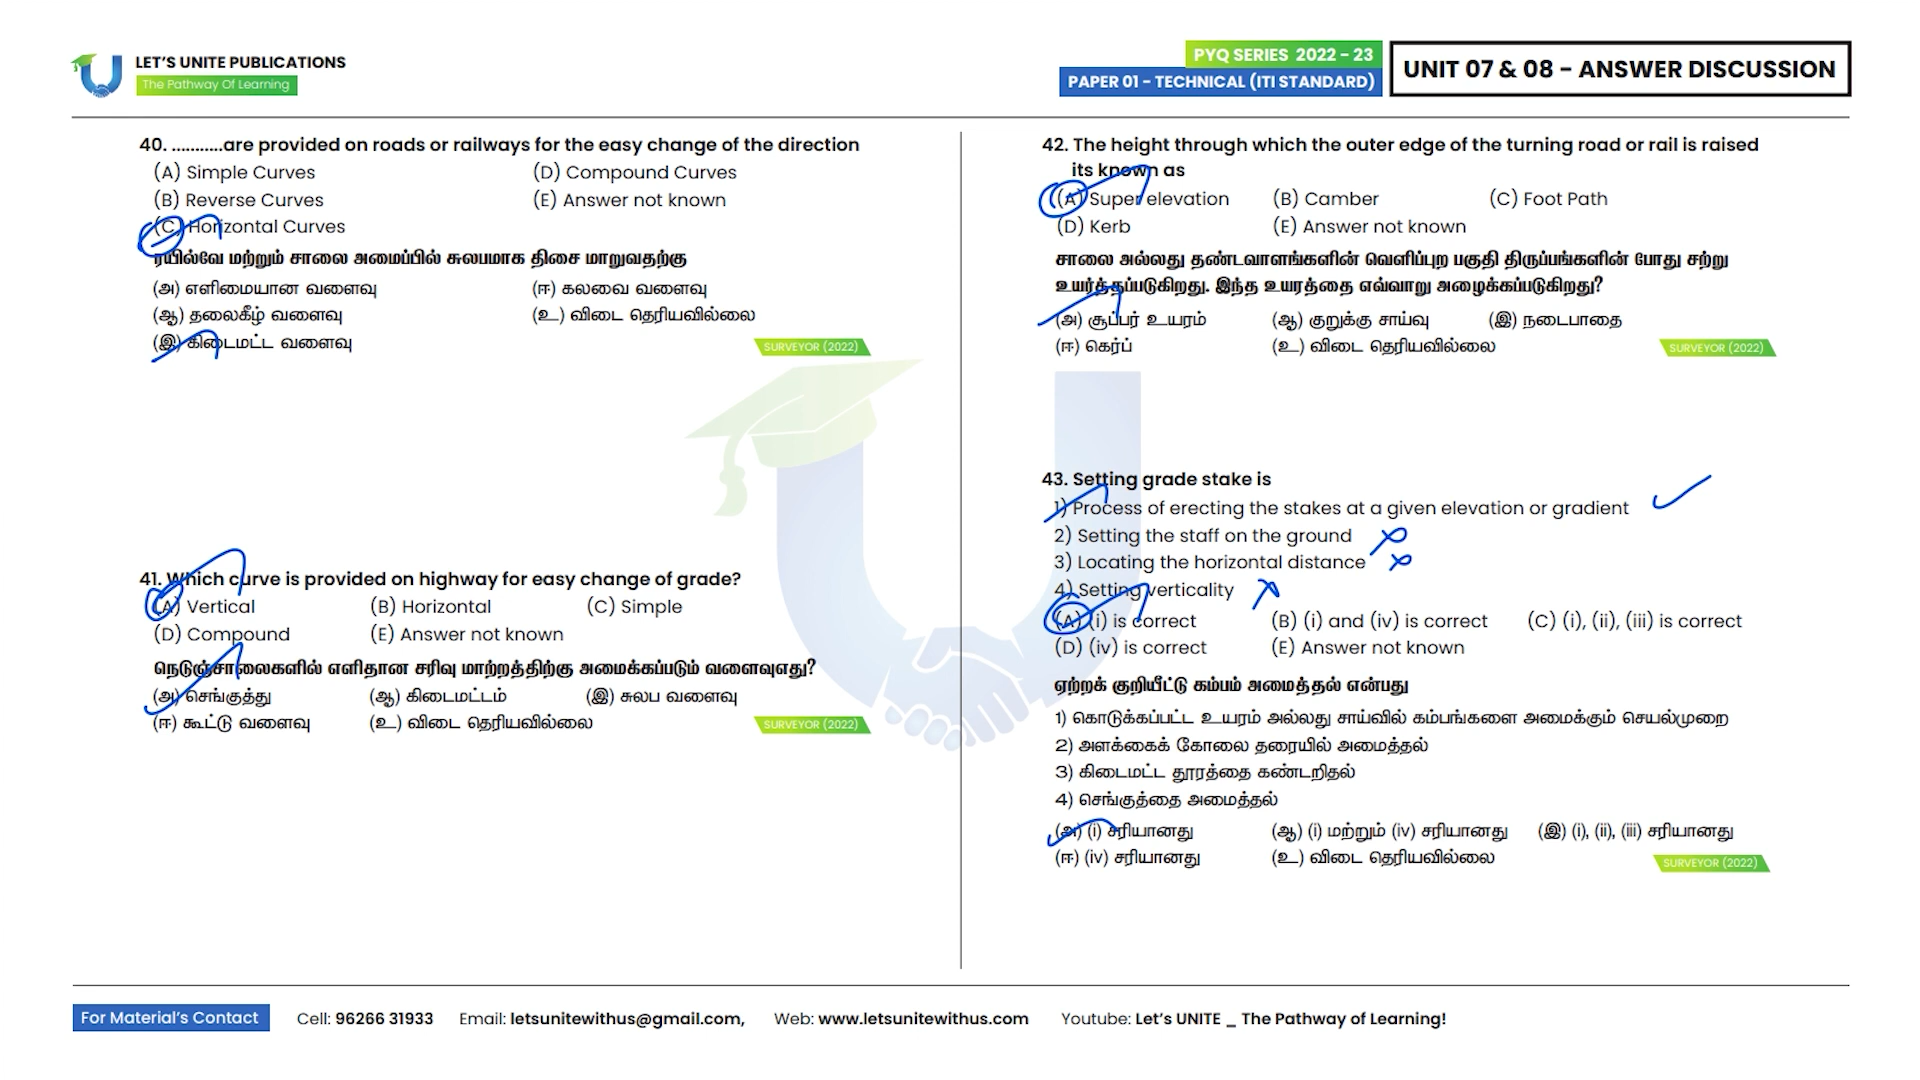 LET'S UNITE PUBLICATIONS
The Pathway Of Learning
PYQ SERIES 2022 - 23
PAPER 01 - TECHNICAL (ITI STANDARD)
UNIT 07 & 08 - ANSWER DISCUSSION
40. ...........are provided on roads or railways for the easy change of the direction
(A) Simple Curves (D) Compound Curves
(B) Reverse Curves (E) Answer not known
(C) Horizontal Curves
ரயில்வே மற்றும் சாலை அமைப்பில் சுலபமாக திசை மாறுவதற்கு
(அ) எளிமையான வளைவு (ஈ) கலவை வளைவு
(ஆ) தலைகீழ் வளைவு (உ) விடை தெரியவில்லை
(இ) கிடைமட்ட வளைவு
SURVEYOR (2022)
41. Which curve is provided on highway for easy change of grade?
(A) Vertical (B) Horizontal (C) Simple
(D) Compound (E) Answer not known
நெடுஞ்சாலைகளில் எளிதான சரிவு மாற்றத்திற்கு அமைக்கப்படும் வளைவுஎது?
(அ) செங்குத்து (ஆ) கிடைமட்டம் (இ) சுலப வளைவு
(ஈ) கூட்டு வளைவு (உ) விடை தெரியவில்லை
SURVEYOR (2022)
42. The height through which the outer edge of the turning road or rail is raised
its known as
(A) Super elevation (B) Camber (C) Foot Path
(D) Kerb (E) Answer not known
சாலை அல்லது தண்டவாளங்களின் வெளிப்புற பகுதி திருப்பங்களின் போது சற்று
உயர்த்தப்படுகிறது. இந்த உயரத்தை எவ்வாறு அழைக்கப்படுகிறது?
(அ) சூப்பர் உயரம் (ஆ) குறுக்கு சாய்வு (இ) நடைபாதை
(ஈ) கெர்ப் (உ) விடை தெரியவில்லை
SURVEYOR (2022)
43. Setting grade stake is
1) Process of erecting the stakes at a given elevation or gradient
2) Setting the staff on the ground
3) Locating the horizontal distance
4) Setting verticality
(A) (i) is correct (B) (i) and (iv) is correct (C) (i), (ii), (iii) is correct
(D) (iv) is correct (E) Answer not known
ஏற்றக் குறியீட்டு கம்பம் அமைத்தல் என்பது
1) கொடுக்கப்பட்ட உயரம் அல்லது சாய்வில் கம்பங்களை அமைக்கும் செயல்முறை
2) அளக்கைக் கோலை தரையில் அமைத்தல்
3) கிடைமட்ட தூரத்தை கண்டறிதல்
4) செங்குத்தை அமைத்தல்
(அ) (i) சரியானது (ஆ) (i) மற்றும் (iv) சரியானது (இ) (i), (ii), (iii) சரியானது
(ஈ) (iv) சரியானது (உ) விடை தெரியவில்லை
SURVEYOR (2022)
For Material's Contact Cell: 96266 31933 Email: letsunitewithus@gmail.com, Web: www.letsunitewithus.com Youtube: Let's UNITE _ The Pathway of Learning!